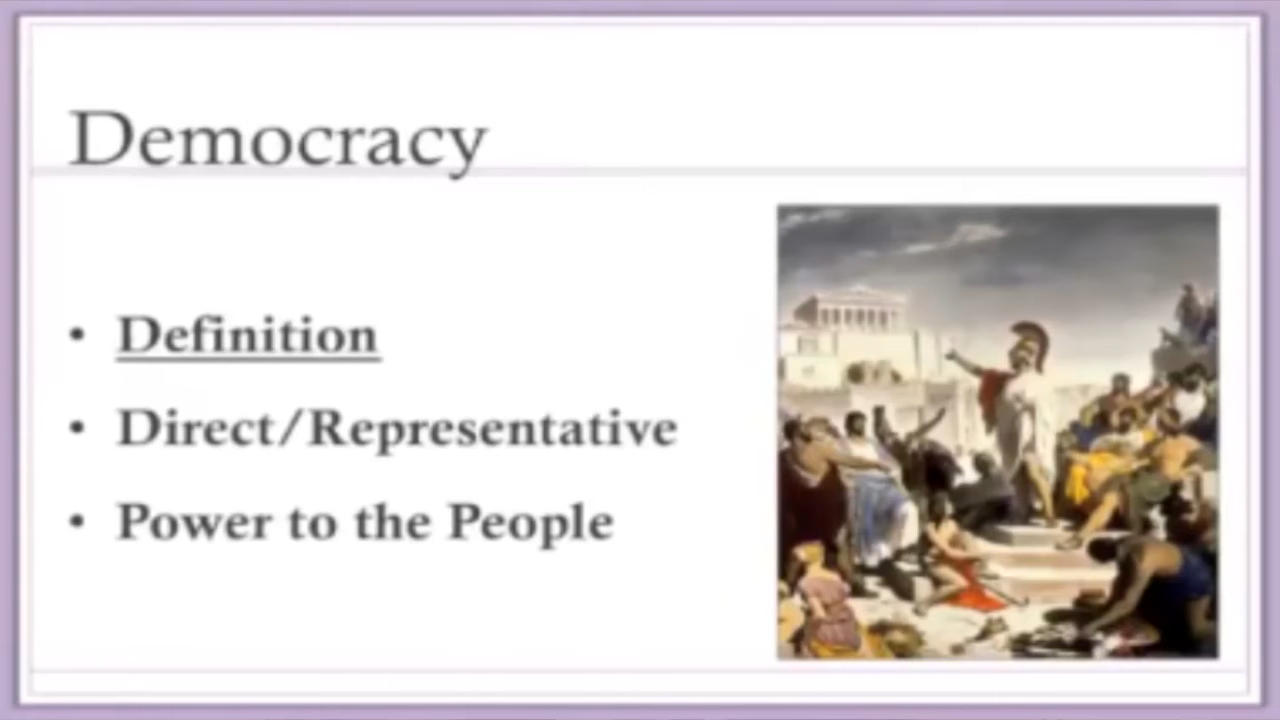 Democracy
• Definition
• Direct/Representative
• Power to the People